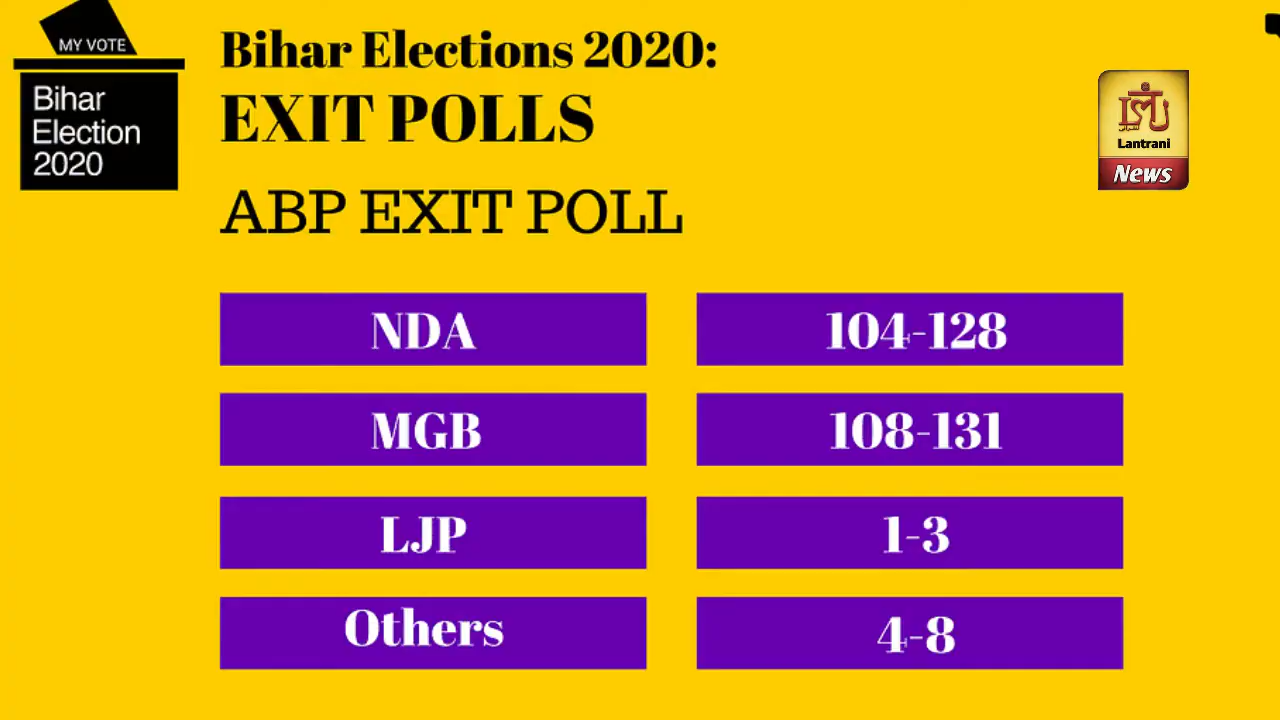 MY VOTE
Bihar
Election
2020
Bihar Elections 2020:
EXIT POLLS
ABP EXIT POLL
Lantrani
News
NDA 104-128
MGB 108-131
LJP 1-3
Others 4-8